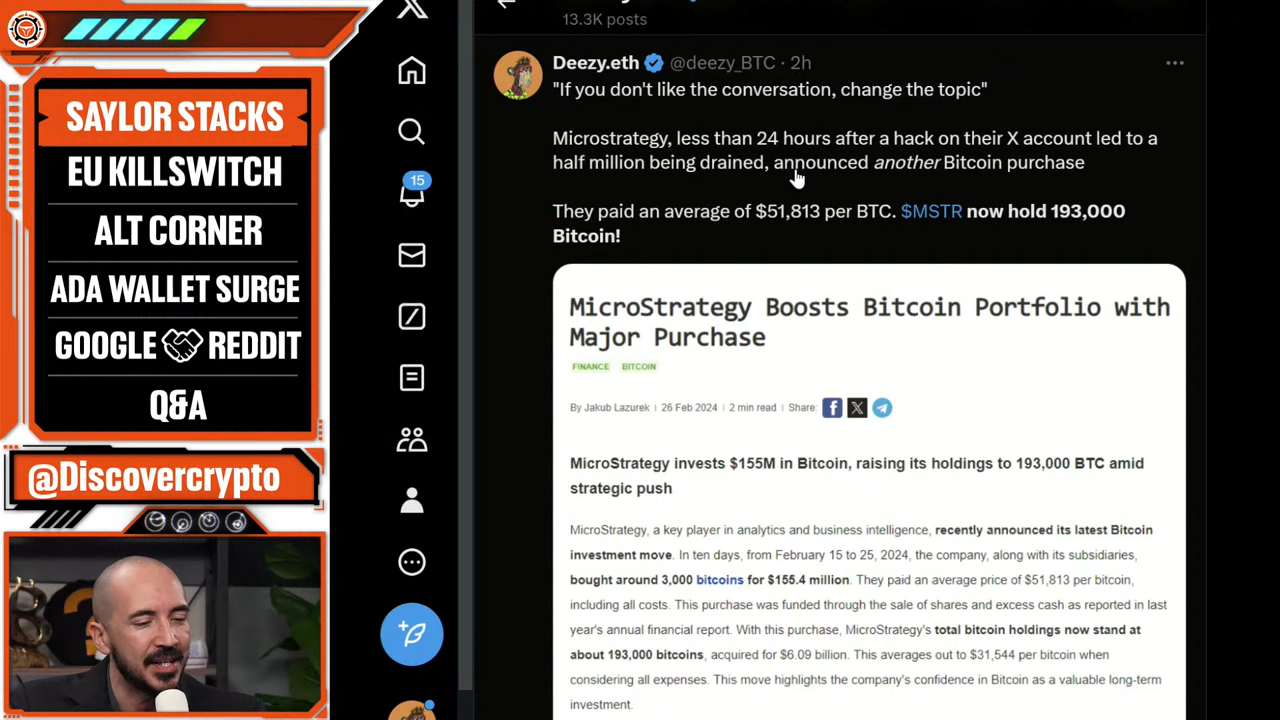 SAYLOR STACKS
EU KILLSWITCH
ALT CORNER
ADA WALLET SURGE
GOOGLE REDDIT
Q&A
@Discovercrypto
15
13.3K posts
Deezy.eth @deezy_BTC · 2h
"If you don't like the conversation, change the topic"
Microstrategy, less than 24 hours after a hack on their X account led to a
half million being drained, announced another Bitcoin purchase
They paid an average of $51,813 per BTC. $MSTR now hold 193,000
Bitcoin!
MicroStrategy Boosts Bitcoin Portfolio with
Major Purchase
FINANCE BITCOIN
By Jakub Lazurek | 26 Feb 2024 | 2 min read | Share:
MicroStrategy invests $155M in Bitcoin, raising its holdings to 193,000 BTC amid
strategic push
MicroStrategy, a key player in analytics and business intelligence, recently announced its latest Bitcoin
investment move. In ten days, from February 15 to 25, 2024, the company, along with its subsidiaries,
bought around 3,000 bitcoins for $155.4 million. They paid an average price of $51,813 per bitcoin,
including all costs. This purchase was funded through the sale of shares and excess cash as reported in last
year's annual financial report. With this purchase, MicroStrategy's total bitcoin holdings now stand at
about 193,000 bitcoins, acquired for $6.09 billion. This averages out to $31,544 per bitcoin when
considering all expenses. This move highlights the company's confidence in Bitcoin as a valuable long-term
investment.